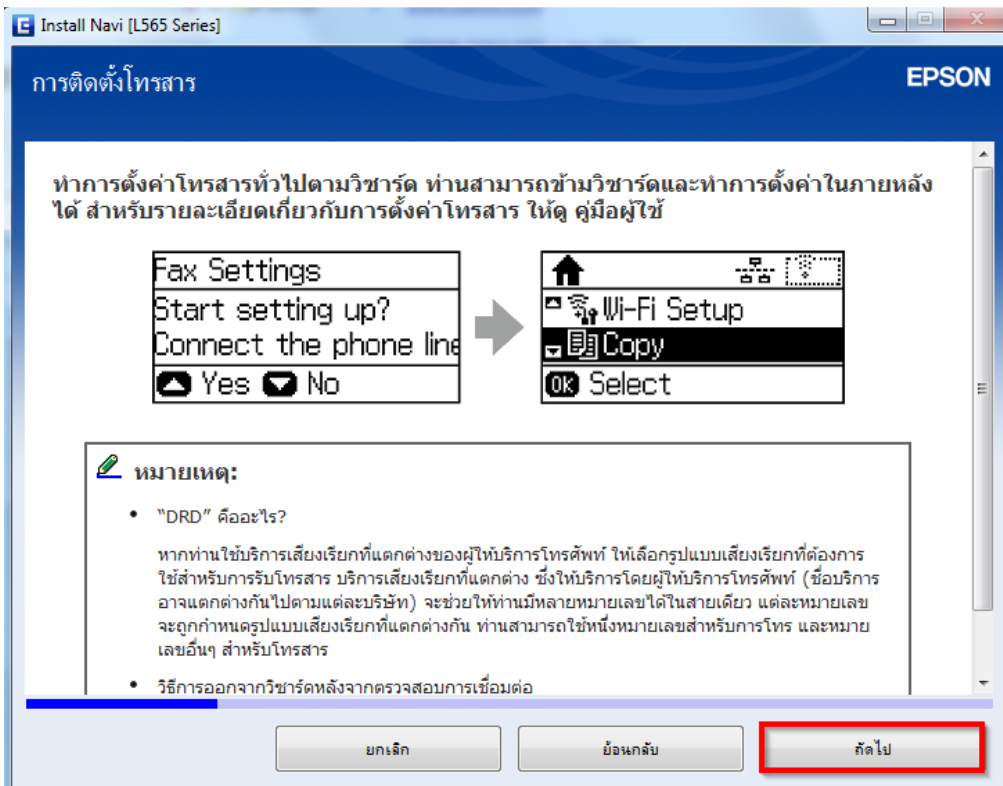 Install Navi [L565 Series]
การติดตั้งโทรสาร
EPSON
ทำการตั้งค่าโทรสารทั่วไปตามวิซาร์ด ท่านสามารถข้ามวิซาร์ดและทำการตั้งค่าในภายหลัง
ได้ สำหรับรายละเอียดเกี่ยวกับการตั้งค่าโทรสาร ให้ดู คู่มือผู้ใช้
Fax Settings
Start setting up?
Connect the phone line
Yes No
Wi-Fi Setup
Copy
OK Select
หมายเหตุ:
• "DRD" คืออะไร?
หากท่านใช้บริการเสียงเรียกที่แตกต่างของผู้ให้บริการโทรศัพท์ ให้เลือกรูปแบบเสียงเรียกที่ต้องการ
ใช้สำหรับการรับโทรสาร บริการเสียงเรียกที่แตกต่าง ซึ่งให้บริการโดยผู้ให้บริการโทรศัพท์ (ชื่อบริการ
อาจแตกต่างกันไปตามแต่ละบริษัท) จะช่วยให้ท่านมีหลายหมายเลขได้ในสายเดียว แต่ละหมายเลข
จะถูกกำหนดรูปแบบเสียงเรียกที่แตกต่างกัน ท่านสามารถใช้หนึ่งหมายเลขสำหรับการโทร และหมาย
เลขอื่นๆ สำหรับโทรสาร
• วิธีการออกจากวิซาร์ดหลังจากตรวจสอบการเชื่อมต่อ
ยกเลิก
ย้อนกลับ
ถัดไป